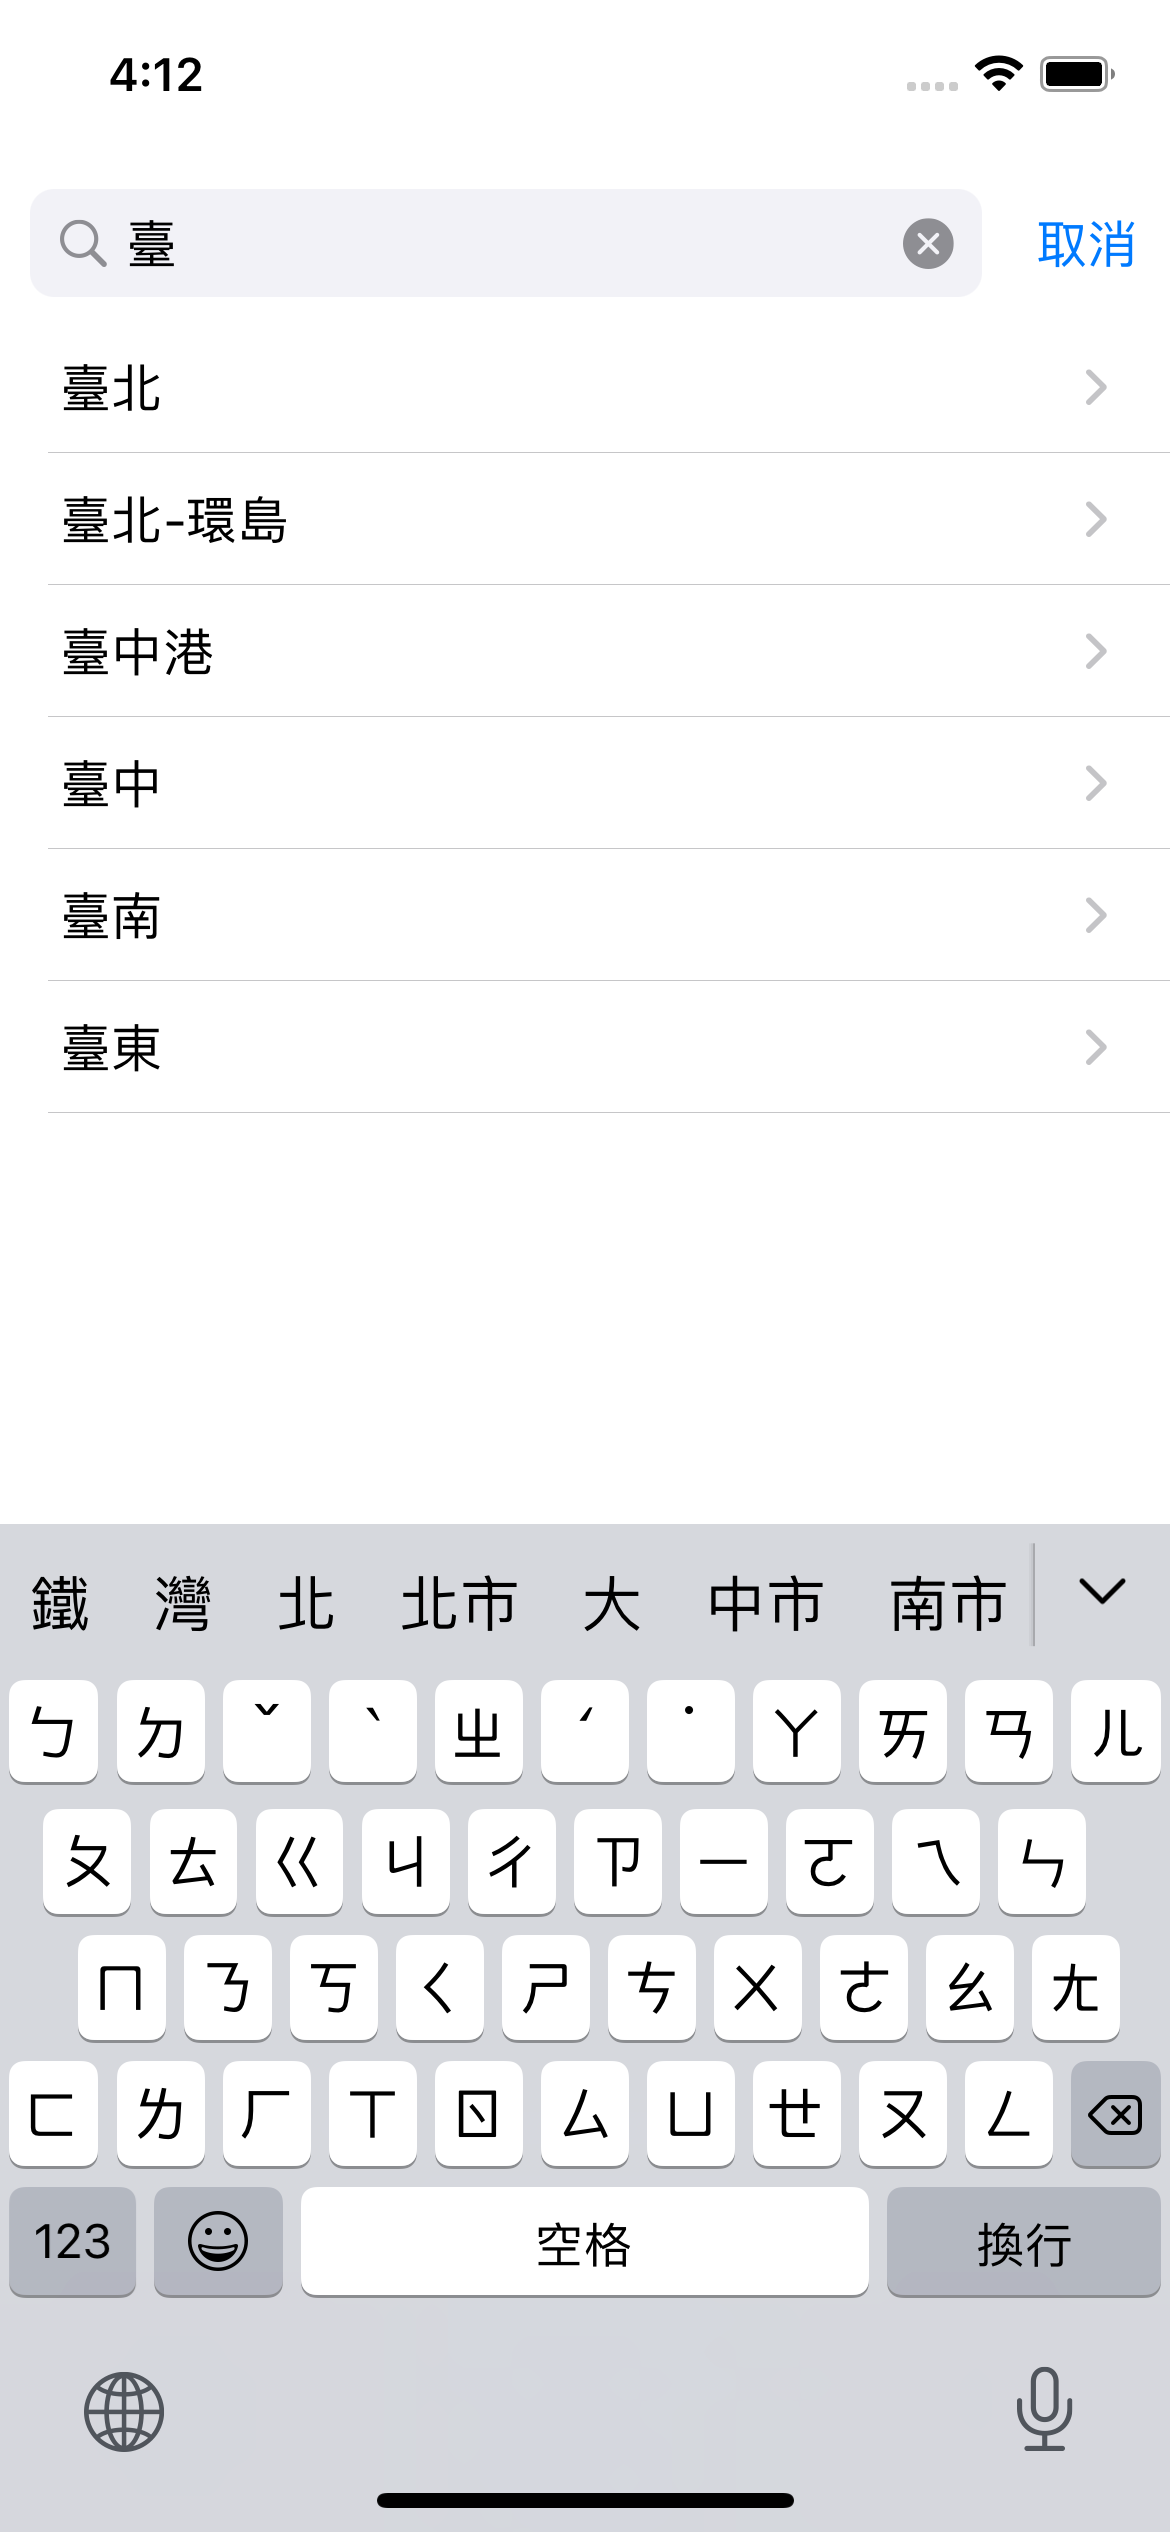 4:12
臺
取消
臺北
臺北-環島
臺中港
臺中
臺南
臺東
鐵 灣 北 北市 大 中市 南市
ㄅ ㄉ ˇ ˋ ㄓ ˊ ˙ ㄚ ㄞ ㄢ ㄦ
ㄆ ㄊ ㄍ ㄐ ㄔ ㄗ ㄧ ㄛ ㄟ ㄣ
ㄇ ㄋ ㄎ ㄑ ㄕ ㄘ ㄨ ㄜ ㄠ ㄤ
ㄈ ㄌ ㄏ ㄒ ㄖ ㄙ ㄩ ㄝ ㄡ ㄥ
123 空格 換行